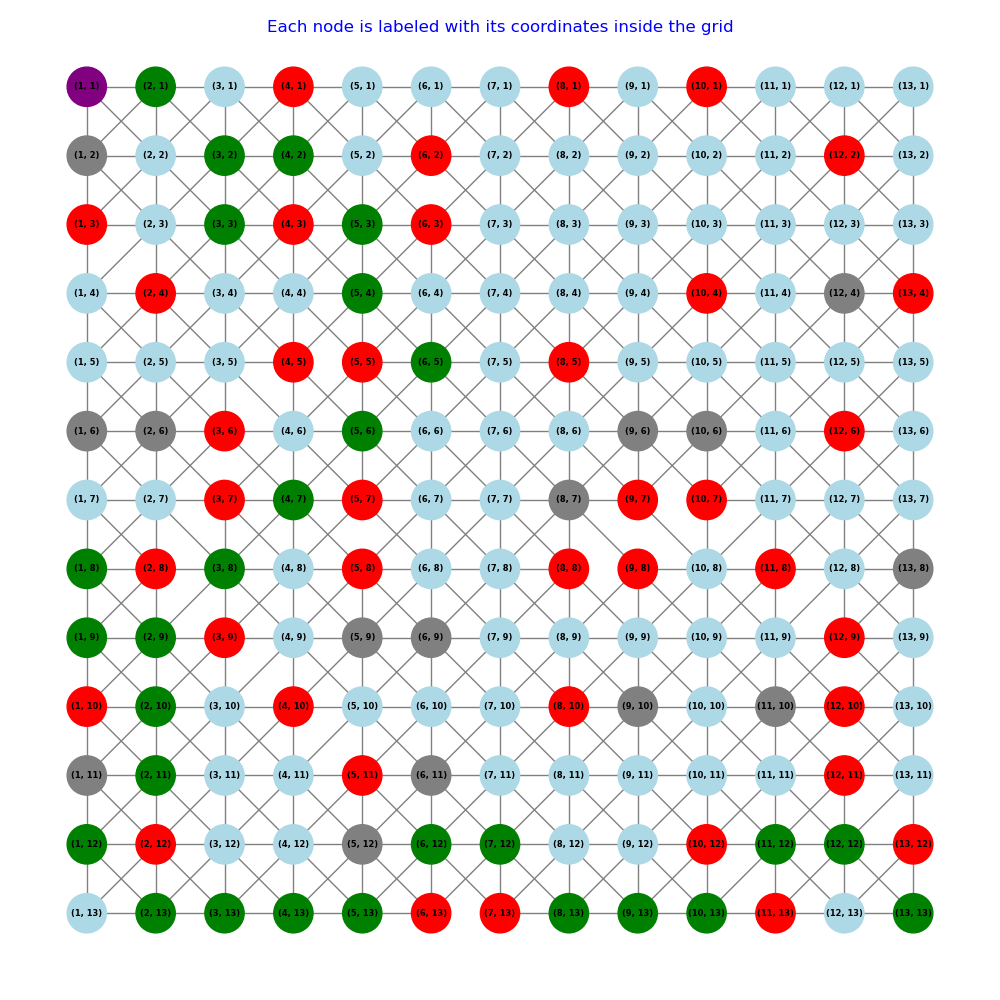 Each node is labeled with its coordinates inside the grid
(1, 1) (2, 1) (3, 1) (4, 1) (5, 1) (6, 1) (7, 1) (8, 1) (9, 1) (10, 1) (11, 1) (12, 1) (13, 1)
(1, 2) (2, 2) (3, 2) (4, 2) (5, 2) (6, 2) (7, 2) (8, 2) (9, 2) (10, 2) (11, 2) (12, 2) (13, 2)
(1, 3) (2, 3) (3, 3) (4, 3) (5, 3) (6, 3) (7, 3) (8, 3) (9, 3) (10, 3) (11, 3) (12, 3) (13, 3)
(1, 4) (2, 4) (3, 4) (4, 4) (5, 4) (6, 4) (7, 4) (8, 4) (9, 4) (10, 4) (11, 4) (12, 4) (13, 4)
(1, 5) (2, 5) (3, 5) (4, 5) (5, 5) (6, 5) (7, 5) (8, 5) (9, 5) (10, 5) (11, 5) (12, 5) (13, 5)
(1, 6) (2, 6) (3, 6) (4, 6) (5, 6) (6, 6) (7, 6) (8, 6) (9, 6) (10, 6) (11, 6) (12, 6) (13, 6)
(1, 7) (2, 7) (3, 7) (4, 7) (5, 7) (6, 7) (7, 7) (8, 7) (9, 7) (10, 7) (11, 7) (12, 7) (13, 7)
(1, 8) (2, 8) (3, 8) (4, 8) (5, 8) (6, 8) (7, 8) (8, 8) (9, 8) (10, 8) (11, 8) (12, 8) (13, 8)
(1, 9) (2, 9) (3, 9) (4, 9) (5, 9) (6, 9) (7, 9) (8, 9) (9, 9) (10, 9) (11, 9) (12, 9) (13, 9)
(1, 10) (2, 10) (3, 10) (4, 10) (5, 10) (6, 10) (7, 10) (8, 10) (9, 10) (10, 10) (11, 10) (12, 10) (13, 10)
(1, 11) (2, 11) (3, 11) (4, 11) (5, 11) (6, 11) (7, 11) (8, 11) (9, 11) (10, 11) (11, 11) (12, 11) (13, 11)
(1, 12) (2, 12) (3, 12) (4, 12) (5, 12) (6, 12) (7, 12) (8, 12) (9, 12) (10, 12) (11, 12) (12, 12) (13, 12)
(1, 13) (2, 13) (3, 13) (4, 13) (5, 13) (6, 13) (7, 13) (8, 13) (9, 13) (10, 13) (11, 13) (12, 13) (13, 13)